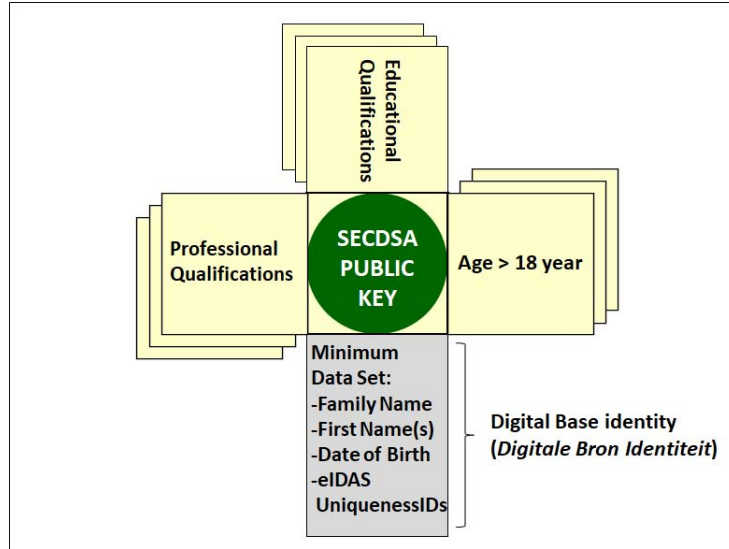 Educational
Qualifications
Professional
Qualifications
SECDSA
PUBLIC
KEY
Age > 18 year
Minimum
Data Set:
-Family Name
-First Name(s)
-Date of Birth
-eIDAS
UniquenessIDs
Digital Base identity
(Digitale Bron Identiteit)